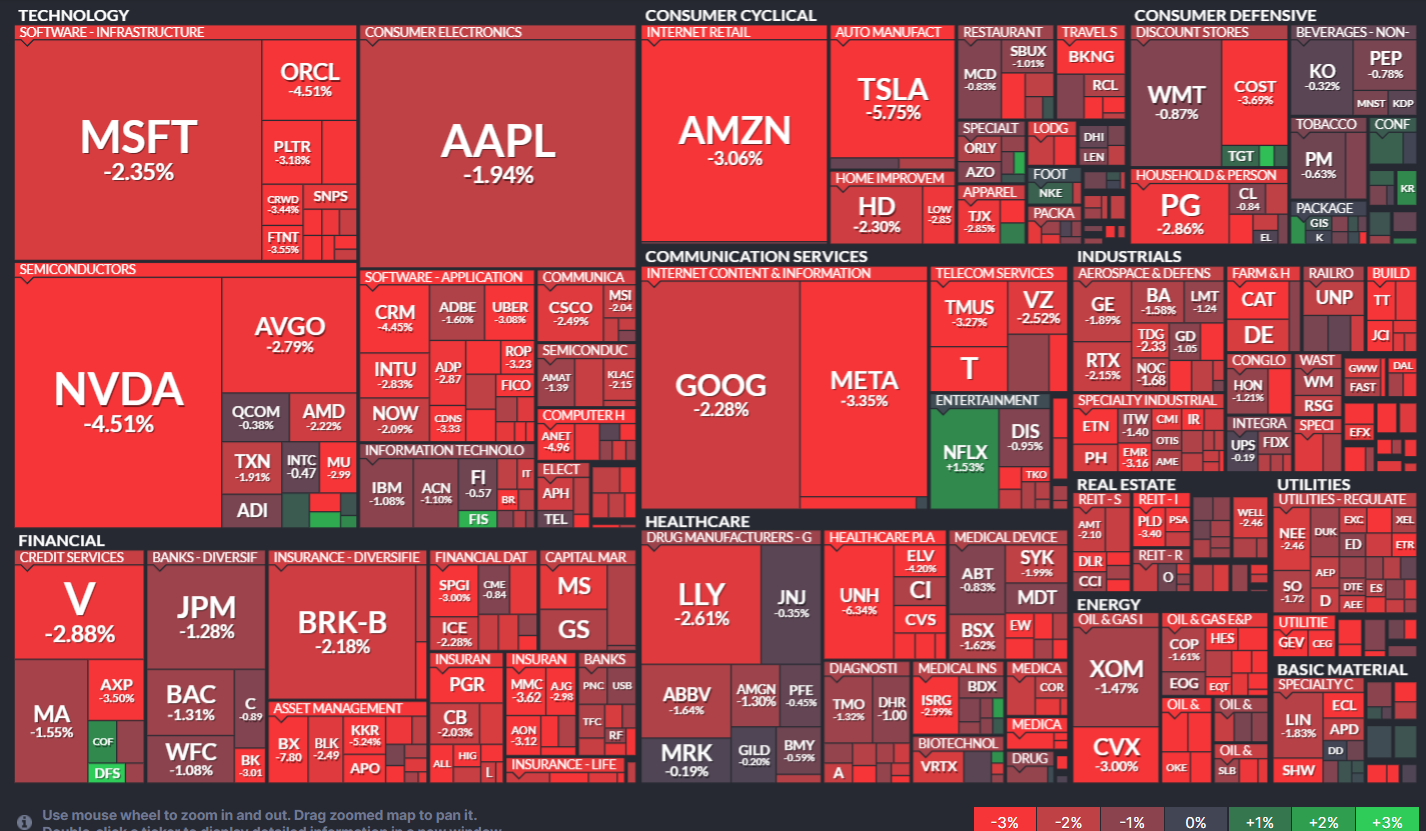 TECHNOLOGY
SOFTWARE - INFRASTRUCTURE
MSFT
-2.35%
ORCL
-4.51%
PLTR
-3.18%
CRWD
-3.44%
SNPS
FTNT
-3.55%
CONSUMER ELECTRONICS
AAPL
-1.94%
SEMICONDUCTORS
NVDA
-4.51%
AVGO
-2.79%
QCOM
-0.38%
AMD
-2.22%
TXN
-1.91%
INTC
-0.47
MU
-2.99
ADI
SOFTWARE - APPLICATION
CRM
-4.45%
ADBE
-1.60%
UBER
-3.08%
INTU
-2.83%
ADP
-2.87
ROP
-3.23
FICO
NOW
-2.09%
CDNS
-3.33
COMMUNICA
CSCO
-2.49%
MSI
-2.04
SEMICONDUC
AMAT
-1.39
KLAC
-2.15
COMPUTER H
ANET
-4.96
INFORMATION TECHNOLO
IBM
-1.08%
ACN
-1.10%
FI
-0.57
IT
BR
FIS
ELECT
APH
TEL
CONSUMER CYCLICAL
INTERNET RETAIL
AMZN
-3.06%
AUTO MANUFACT
TSLA
-5.75%
HOME IMPROVEM
HD
-2.30%
LOW
-2.85
RESTAURANT
MCD
-0.83%
SBUX
-1.01%
TRAVEL S
BKNG
RCL
SPECIALT
ORLY
AZO
LODG
DHI
LEN
FOOT
NKE
APPAREL
TJX
-2.85%
PACKA
CONSUMER DEFENSIVE
DISCOUNT STORES
WMT
-0.87%
COST
-3.69%
TGT
BEVERAGES - NON-
KO
-0.32%
PEP
-0.78%
MNST
KDP
TOBACCO
PM
-0.63%
CONF
HOUSEHOLD & PERSON
PG
-2.86%
CL
-0.84
EL
KR
PACKAGE
GIS
K
COMMUNICATION SERVICES
INTERNET CONTENT & INFORMATION
GOOG
-2.28%
META
-3.35%
TELECOM SERVICES
TMUS
-3.27%
VZ
-2.52%
T
ENTERTAINMENT
NFLX
+1.53%
DIS
-0.95%
TKO
INDUSTRIALS
AEROSPACE & DEFENS
GE
-1.89%
BA
-1.58%
LMT
-1.24
RTX
-2.15%
TDG
-2.33
GD
-1.05
NOC
-1.68
FARM & H
CAT
DE
RAILRO
UNP
BUILD
TT
JCI
SPECIALTY INDUSTRIAL
ETN
ITW
-1.40
CMI
IR
OTIS
PH
EMR
-3.16
AME
CONGLO
HON
-1.21%
INTEGRA
UPS
-0.19
FDX
WAST
WM
RSG
SPECI
GWW
DAL
FAST
EFX
FINANCIAL
CREDIT SERVICES
V
-2.88%
MA
-1.55%
AXP
-3.50%
COF
DFS
BANKS - DIVERSIF
JPM
-1.28%
BAC
-1.31%
C
-0.89
WFC
-1.08%
BK
-3.01
INSURANCE - DIVERSIFIE
BRK-B
-2.18%
ASSET MANAGEMENT
BX
-7.80
BLK
-2.49
KKR
-5.24%
APO
FINANCIAL DAT
SPGI
-3.00%
CME
-0.84
ICE
-2.28%
CAPITAL MAR
MS
GS
INSURAN
PGR
CB
-2.03%
ALL
HIG
L
INSURAN
MMC
-3.62
AJG
-2.98
AON
-3.12
BANKS
PNC
USB
TFC
RF
INSURANCE - LIFE
HEALTHCARE
DRUG MANUFACTURERS - G
LLY
-2.61%
JNJ
-0.35%
ABBV
-1.64%
AMGN
-1.30%
PFE
-0.45%
MRK
-0.19%
GILD
-0.20%
BMY
-0.59%
HEALTHCARE PLA
UNH
-6.34%
ELV
-4.20%
CI
CVS
MEDICAL DEVICE
ABT
-0.83%
SYK
-1.99%
MDT
BSX
-1.62%
EW
DIAGNOSTI
TMO
-1.32%
DHR
-1.00
A
MEDICAL INS
ISRG
-2.99%
BDX
MEDICA
COR
MEDICA
BIOTECHNOL
VRTX
DRUG
REAL ESTATE
REIT - S
AMT
-2.10
DLR
CCI
REIT - I
PLD
-3.40
PSA
REIT - R
O
WELL
-2.46
UTILITIES
UTILITIES - REGULATE
NEE
-2.46
DUK
EXC
XEL
ED
ETR
SO
-1.72
AEP
D
DTE
ES
AEE
UTILITIE
GEV
CEG
ENERGY
OIL & GAS I
XOM
-1.47%
CVX
-3.00%
OIL & GAS E&P
COP
-1.61%
HES
EOG
EQT
OIL &
OKE
OIL &
OIL &
SLB
BASIC MATERIAL
SPECIALTY C
LIN
-1.83%
ECL
APD
DD
SHW
Use mouse wheel to zoom in and out. Drag zoomed map to pan it.
Double-click a ticker to display detailed information in a new window.
-3%
-2%
-1%
0%
+1%
+2%
+3%